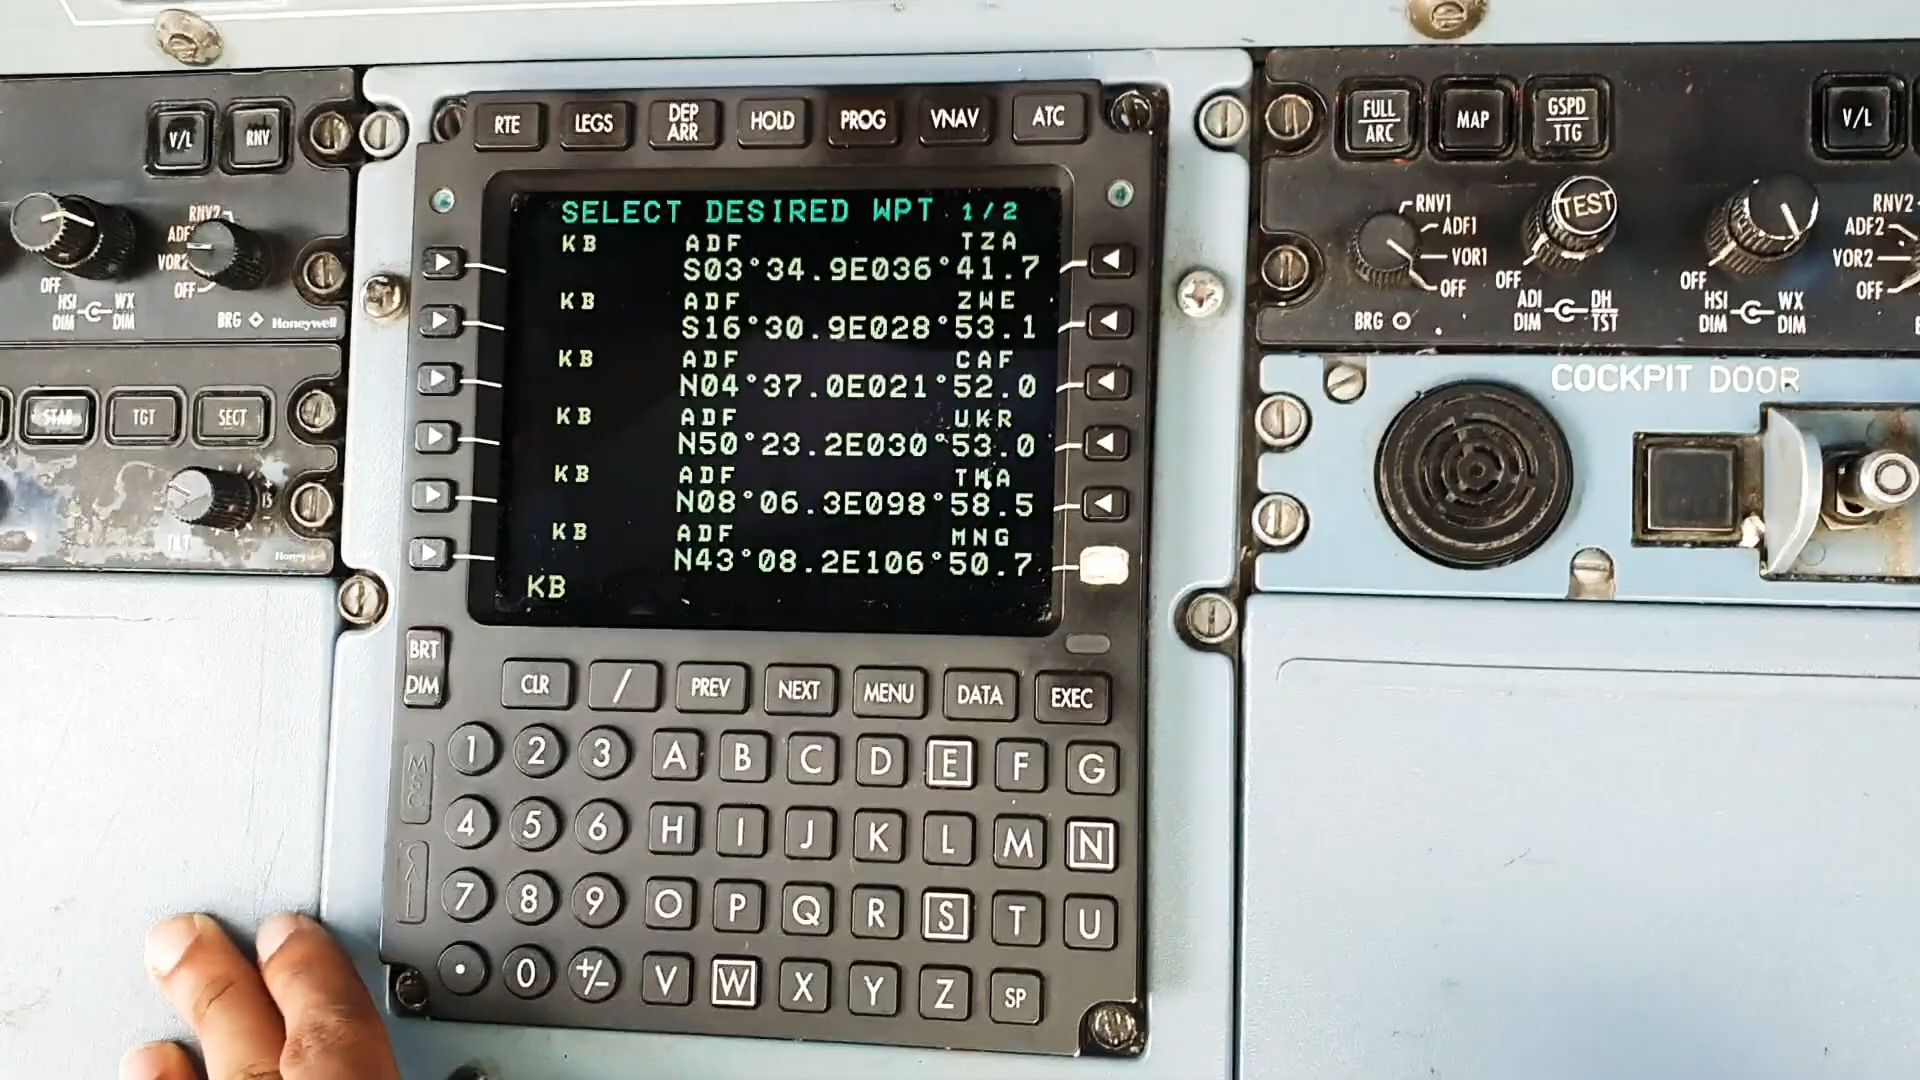 RTE LEGS DEP ARR HOLD PROG VNAV ATC
SELECT DESIRED WPT 1/2
KB ADF TZA
S03°34.9E036°41.7
KB ADF ZWE
S16°30.9E028°53.1
KB ADF CAF
N04°37.0E021°52.0
KB ADF UKR
N50°23.2E030°53.0
KB ADF
N08°06.3E098°58.5
KB ADF MNG
N43°08.2E106°50.7
KB
BRT
DIM
CLR / PREV NEXT MENU DATA EXEC
1 2 3 A B C D E F G
4 5 6 H I J K L M N
7 8 9 O P Q R S T U
. 0 +/- V W X Y Z SP
V/L RNV
RNV2
ADF
VOR2
OFF
OFF
HSI DIM WX DIM
BRG Honeywell
STAB TGT SECT
TILT
Honeywell
FULL ARC MAP GSPD TTG V/L
RNV1
ADF1
VOR1
OFF
BRG
TEST
OFF
ADI DIM DH TST
OFF
HSI DIM WX DIM
RNV2
ADF2
VOR2
OFF
COCKPIT DOOR